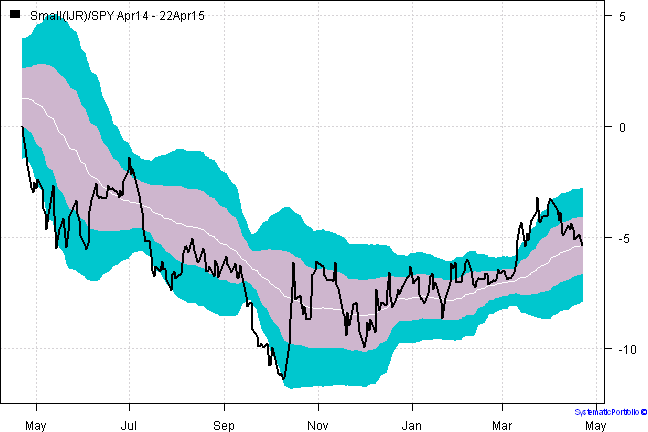 Small(IJR)/SPY Apr14 - 22Apr15
5
0
-5
-10
May Jul Sep Nov Jan Mar May
SystematicPortfolio ©